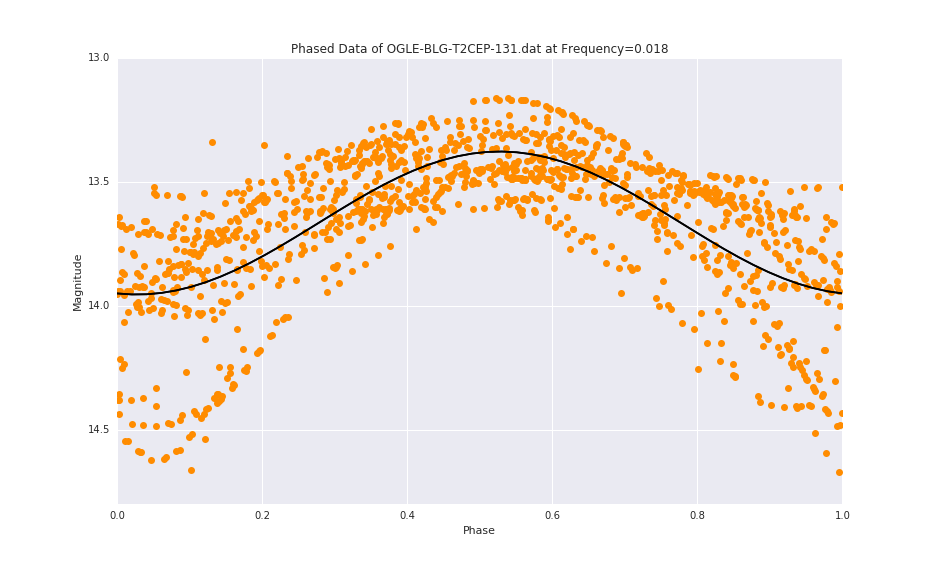 Phased Data of OGLE-BLG-T2CEP-131.dat at Frequency=0.018
13.0
13.5
14.0
14.5
Magnitude
0.0 0.2 0.4 0.6 0.8 1.0
Phase